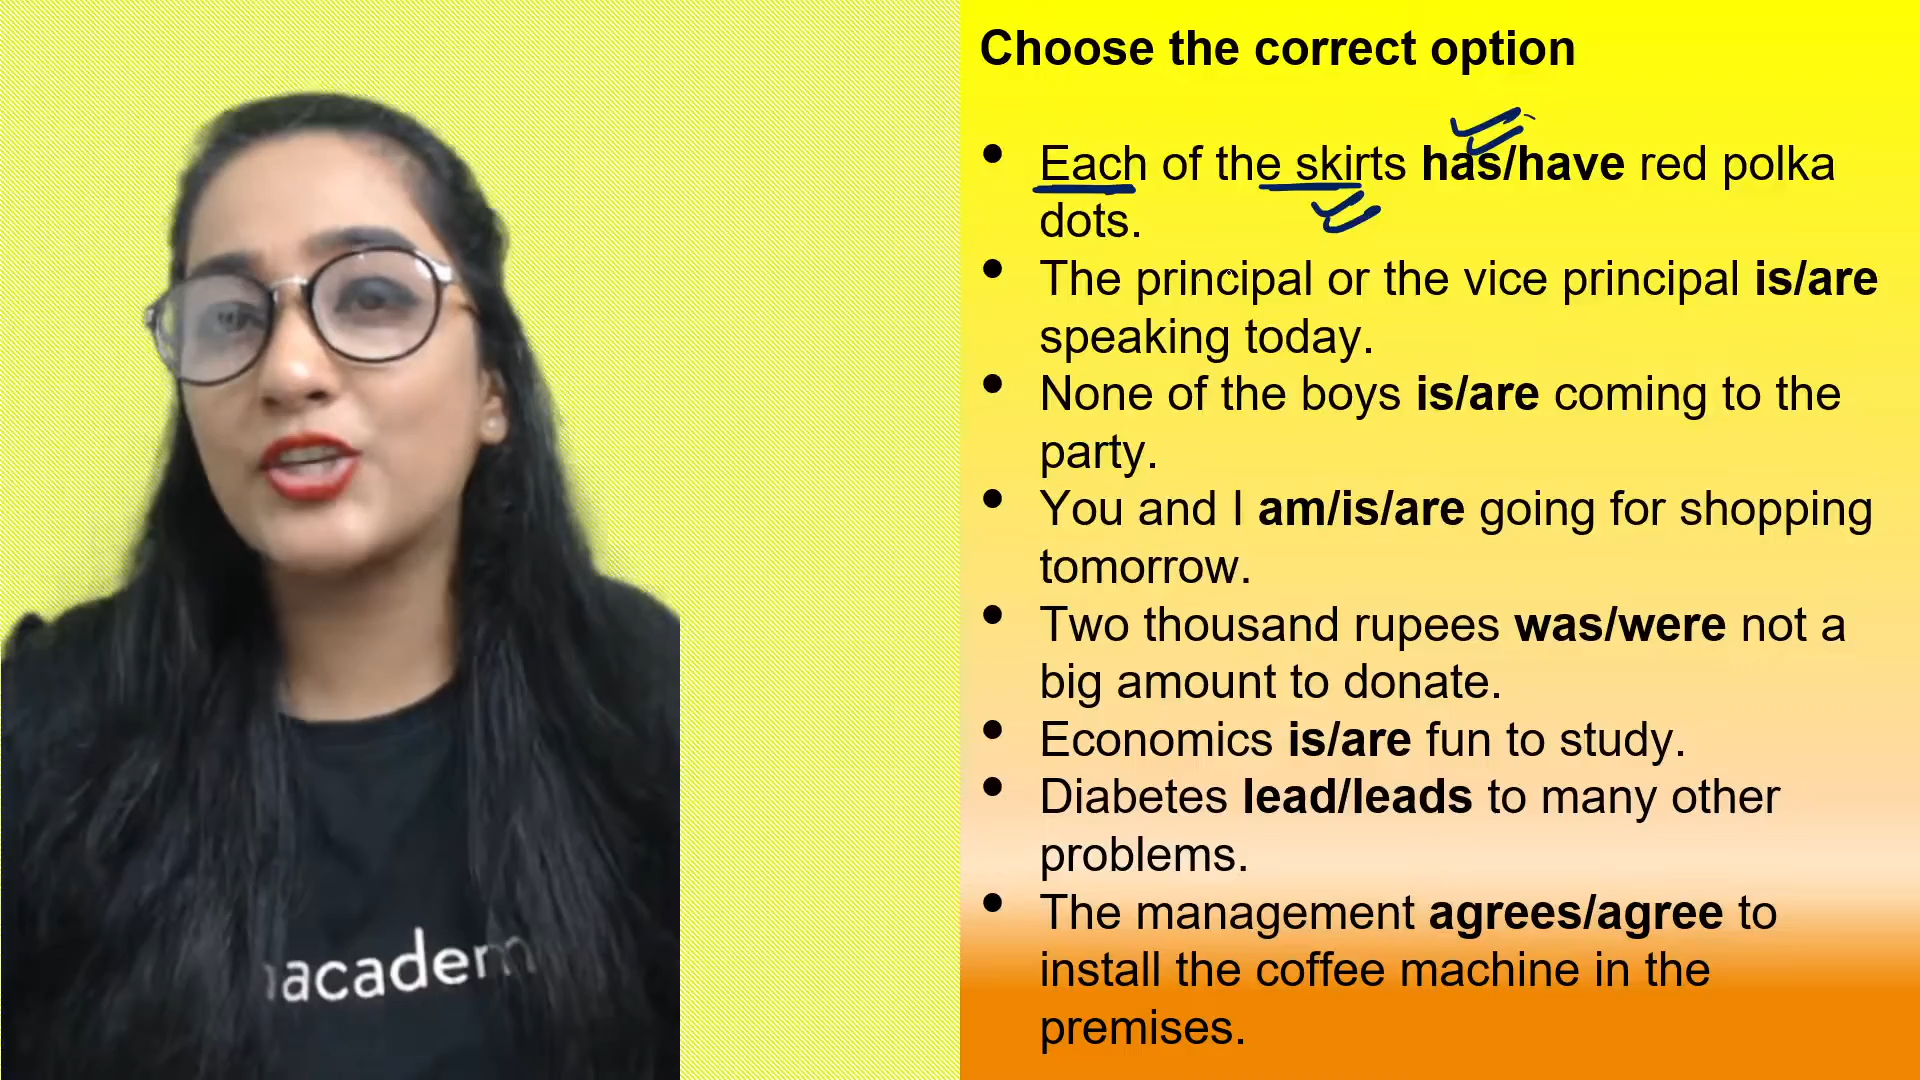 Choose the correct option
• Each of the skirts has/have red polka
dots.
• The principal or the vice principal is/are
speaking today.
• None of the boys is/are coming to the
party.
• You and I am/is/are going for shopping
tomorrow.
• Two thousand rupees was/were not a
big amount to donate.
• Economics is/are fun to study.
• Diabetes lead/leads to many other
problems.
• The management agrees/agree to
install the coffee machine in the
premises.